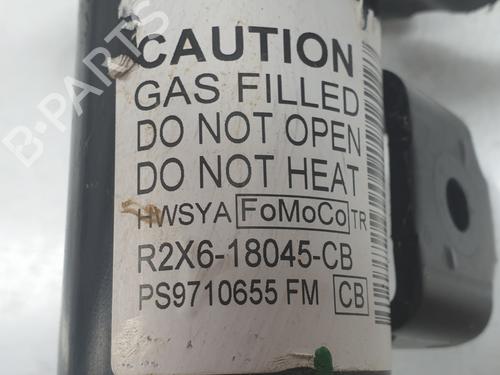 CAUTION
GAS FILLED
DO NOT OPEN
DO NOT HEAT
HWSYA FoMoCo TR
R2X6-18045-CB
PS9710655 FM CB
B-PARTS